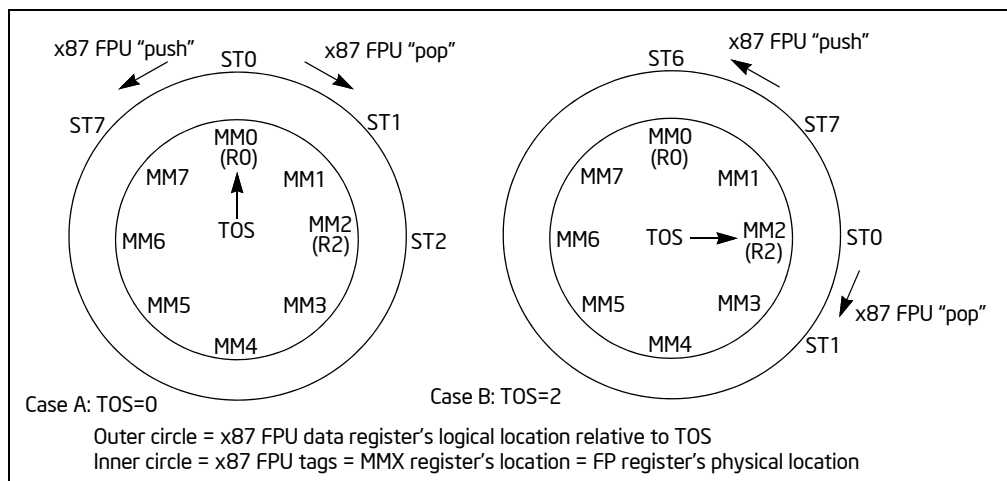 x87 FPU “push”
ST0
x87 FPU “pop”
ST7
ST1
MM0
(R0)
MM7
MM1
MM6
TOS
MM2
(R2)
ST2
MM5
MM3
MM4
Case A: TOS=0
ST6
x87 FPU “push”
ST7
MM0
(R0)
MM7
MM1
MM6
TOS
MM2
(R2)
ST0
MM5
MM3
x87 FPU “pop”
MM4
ST1
Case B: TOS=2
Outer circle = x87 FPU data register’s logical location relative to TOS
Inner circle = x87 FPU tags = MMX register’s location = FP register’s physical location